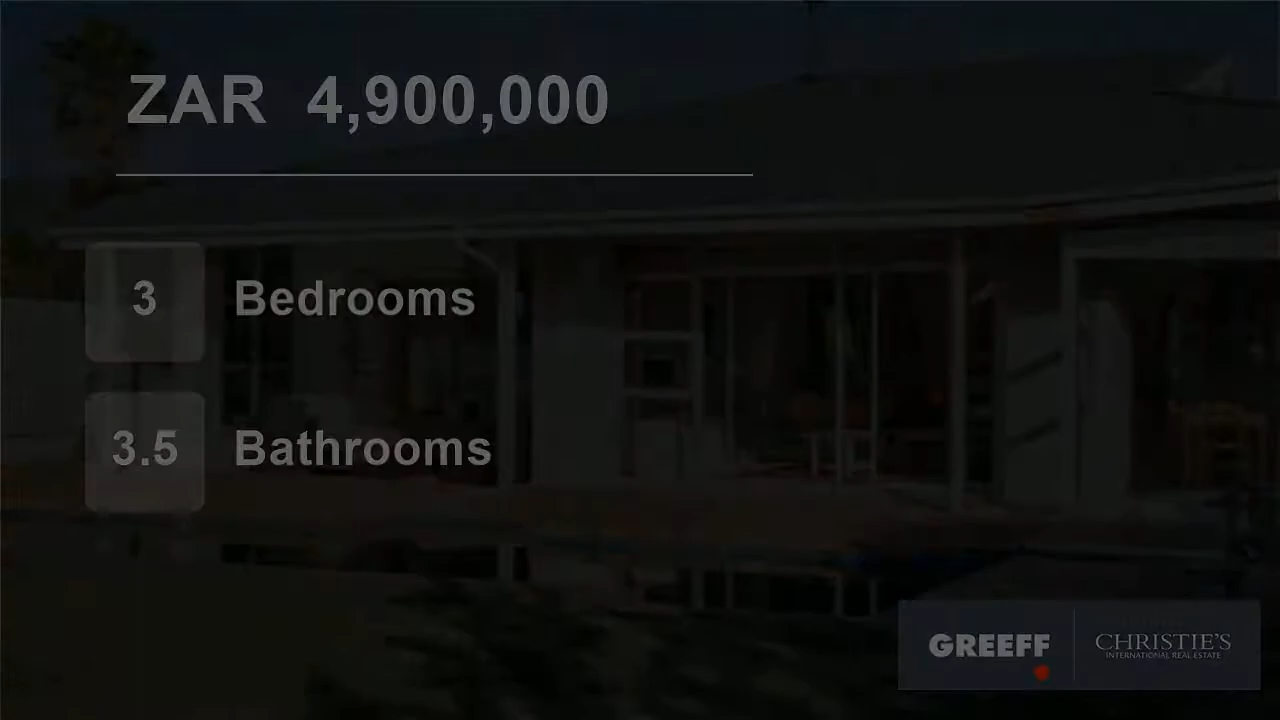 ZAR 4,900,000
3 Bedrooms
3.5 Bathrooms
GREEFF
CHRISTIE'S
INTERNATIONAL REAL ESTATE